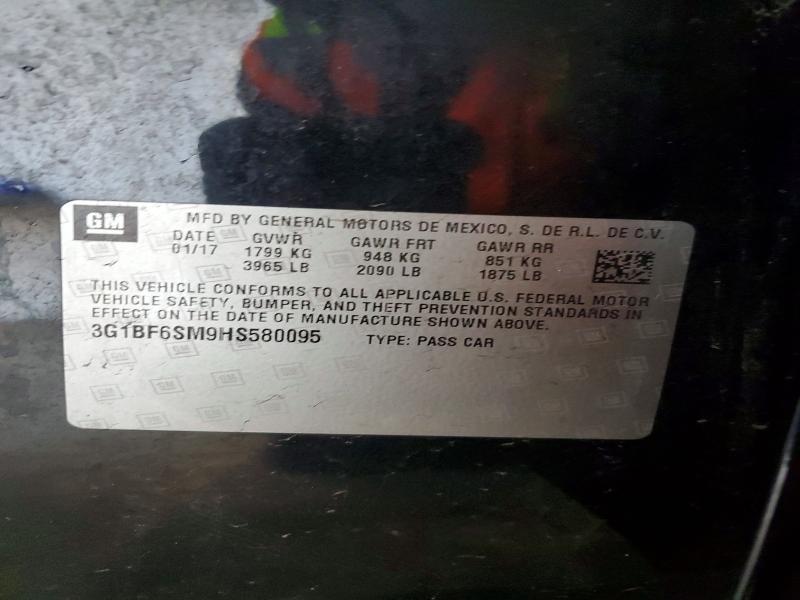 GM MFD BY GENERAL MOTORS DE MEXICO, S. DE R.L. DE C.V.
DATE GVWR GAWR FRT GAWR RR
01/17 1799 KG 948 KG 851 KG
3965 LB 2090 LB 1875 LB
THIS VEHICLE CONFORMS TO ALL APPLICABLE U.S. FEDERAL MOTOR
VEHICLE SAFETY, BUMPER, AND THEFT PREVENTION STANDARDS IN
EFFECT ON THE DATE OF MANUFACTURE SHOWN ABOVE.
3G1BF6SM9HS580095 TYPE: PASS CAR